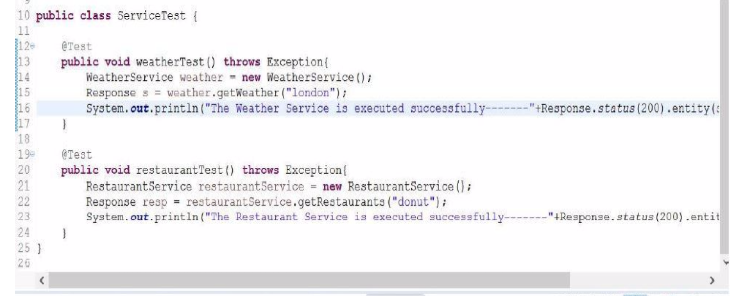 10 public class ServiceTest {
11
12 @Test
13 public void weatherTest() throws Exception{
14 WeatherService weather = new WeatherService();
15 Response s = weather.getWeather("london");
16 System.out.println("The Weather Service is executed successfully-------"+Response.status(200).entity(
17 }
18
19 @Test
20 public void restaurantTest() throws Exception{
21 RestaurantService restaurantService = new RestaurantService();
22 Response resp = restaurantService.getRestaurants("donut");
23 System.out.println("The Restaurant Service is executed successfully-------"+Response.status(200).entit
24 }
25 }
26